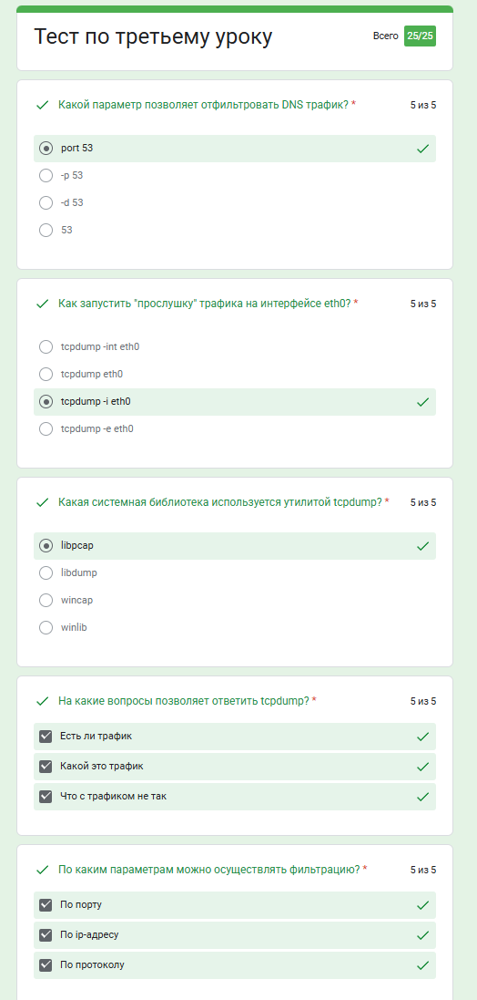 Тест по третьему уроку
Всего 25/25
Какой параметр позволяет отфильтровать DNS трафик? *
5 из 5
port 53
-p 53
-d 53
53
Как запустить "прослушку" трафика на интерфейсе eth0? *
5 из 5
tcpdump -int eth0
tcpdump eth0
tcpdump -i eth0
tcpdump -e eth0
Какая системная библиотека используется утилитой tcpdump? *
5 из 5
libpcap
libdump
wincap
winlib
На какие вопросы позволяет ответить tcpdump? *
5 из 5
Есть ли трафик
Какой это трафик
Что с трафиком не так
По каким параметрам можно осуществлять фильтрацию? *
5 из 5
По порту
По ip-адресу
По протоколу